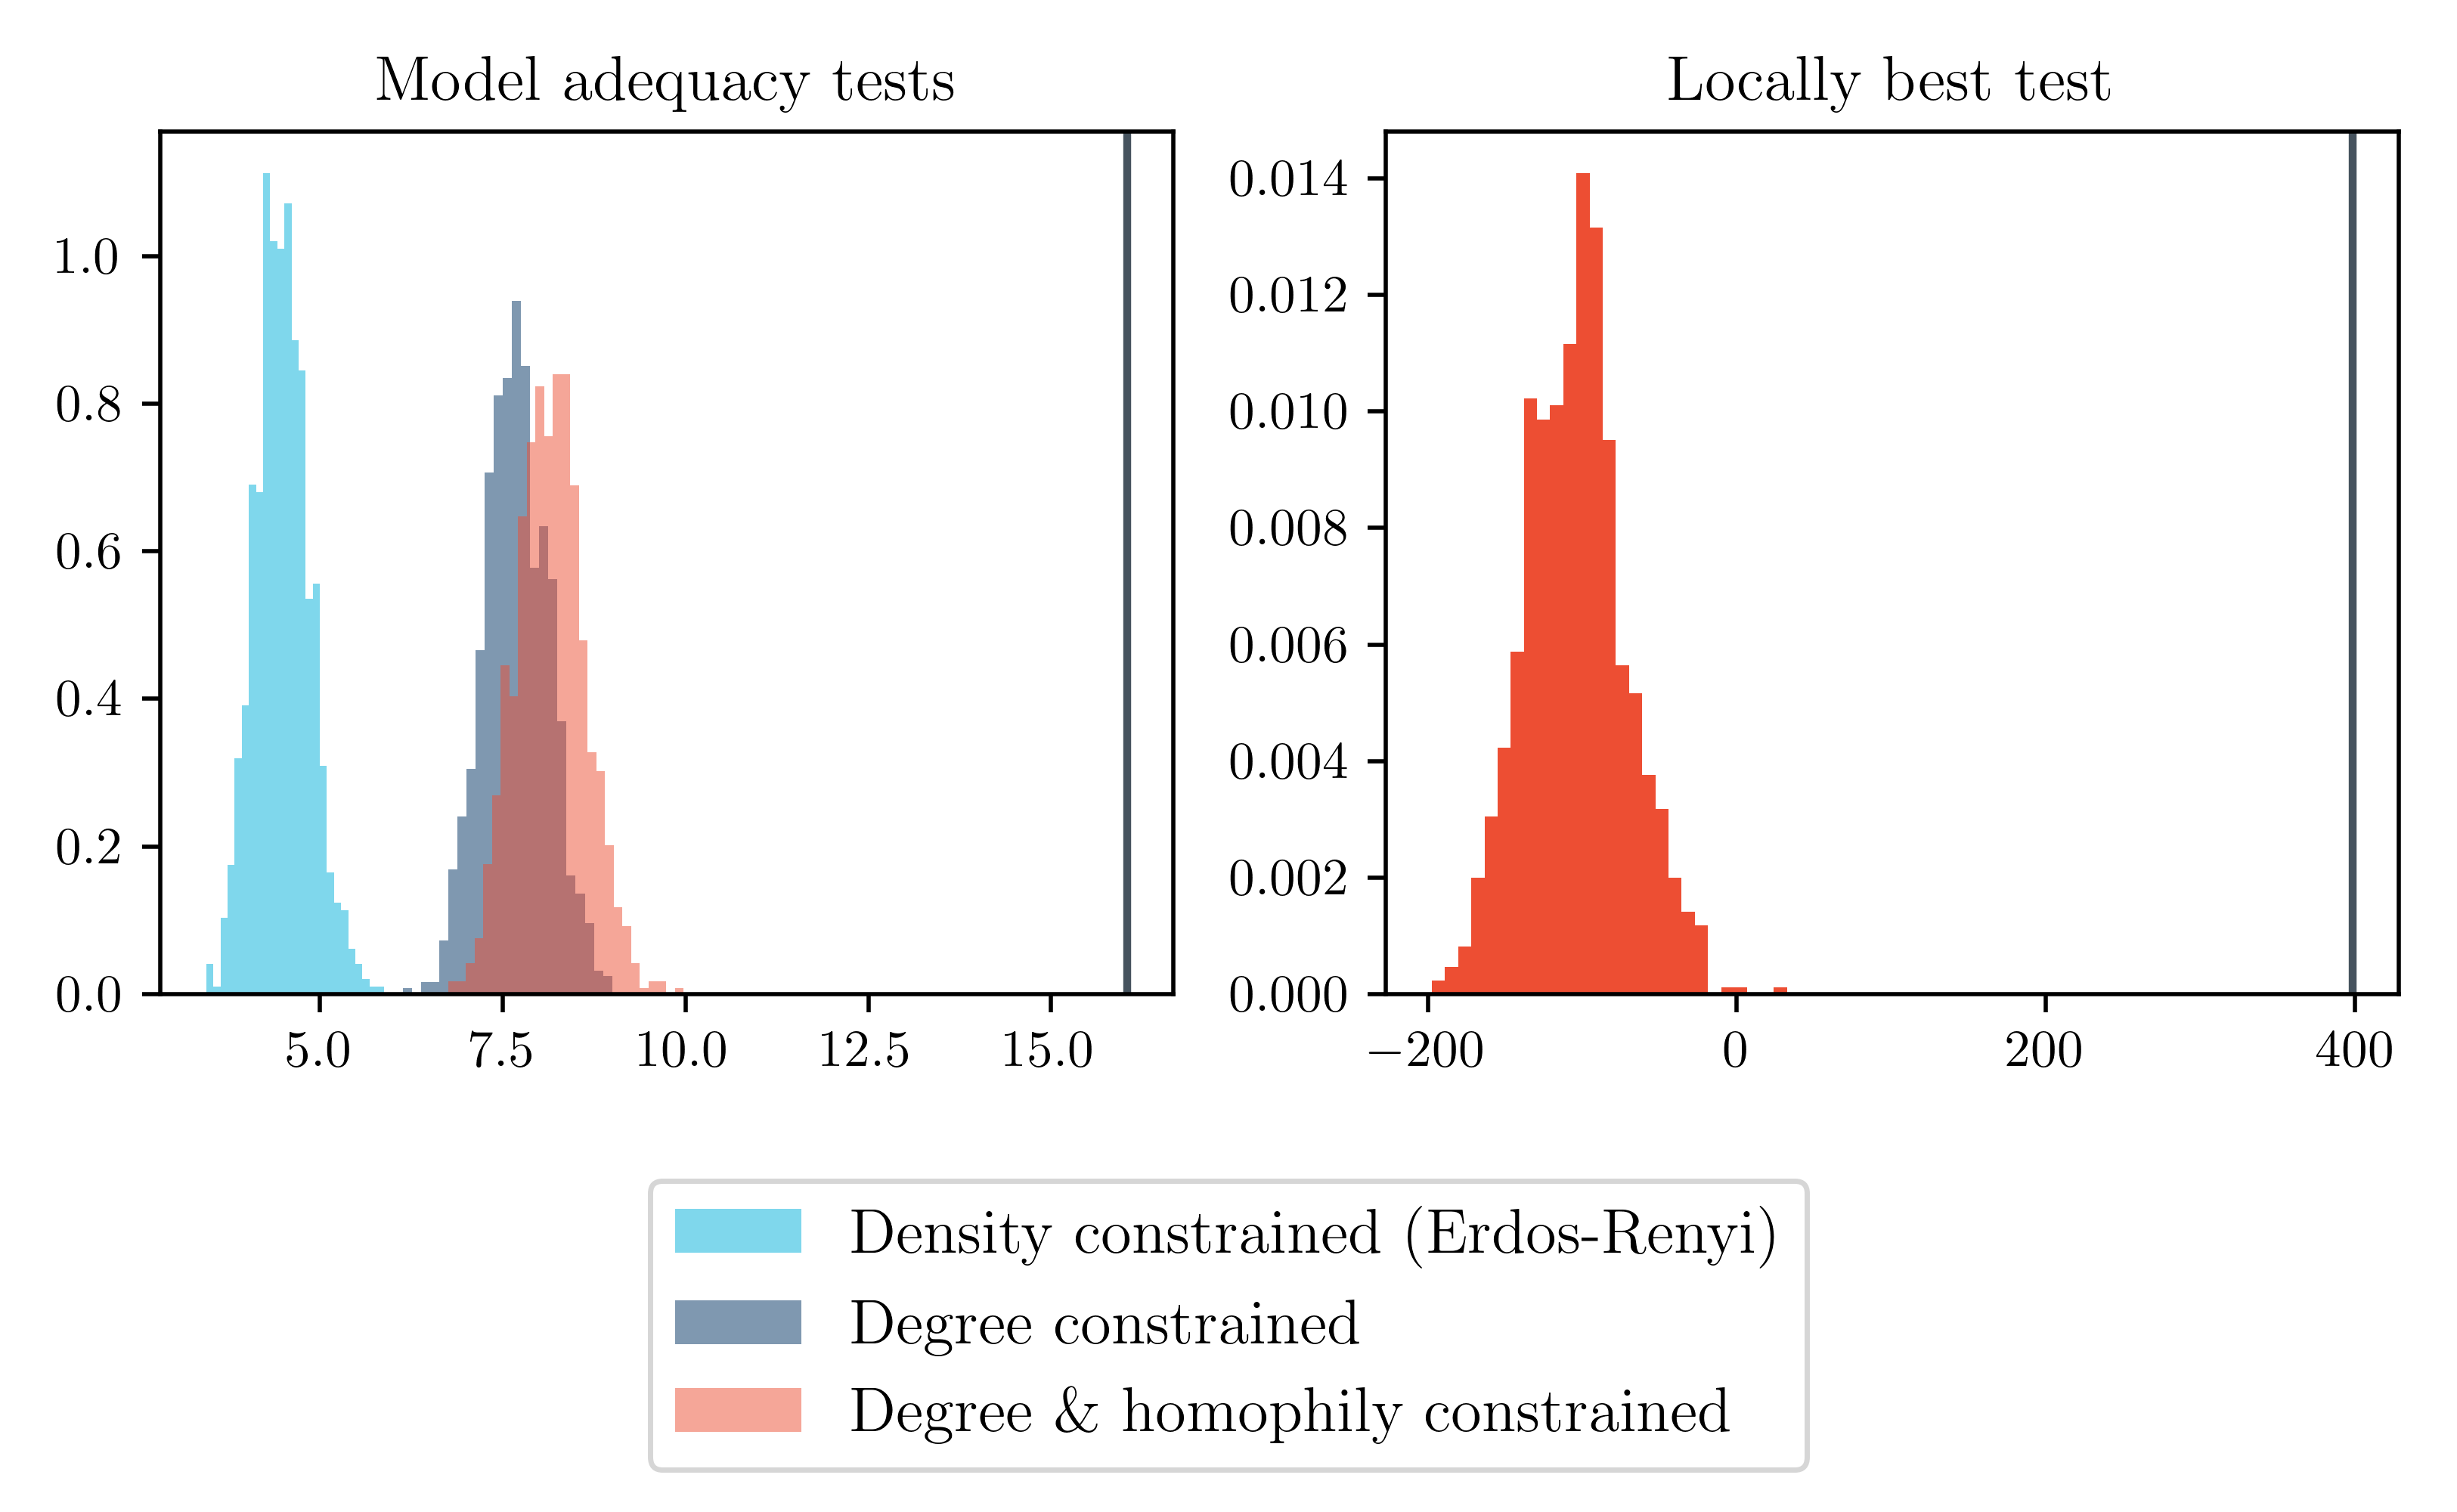 Model adequacy tests
Locally best test
1.0
0.8
0.6
0.4
0.2
0.0
5.0 7.5 10.0 12.5 15.0
0.014
0.012
0.010
0.008
0.006
0.004
0.002
0.000
−200 0 200 400
Density constrained (Erdos-Renyi)
Degree constrained
Degree & homophily constrained